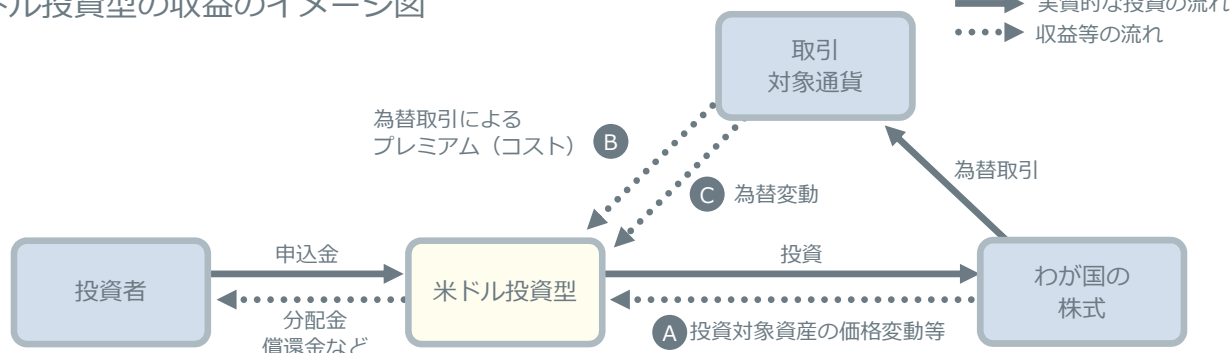 ドル投資型の収益のイメージ図
実質的な投資の流れ
収益等の流れ
取引
対象通貨
為替取引による
プレミアム（コスト）
B
C 為替変動
為替取引
投資者
申込金
分配金
償還金など
米ドル投資型
投資
A 投資対象資産の価格変動等
わが国の
株式